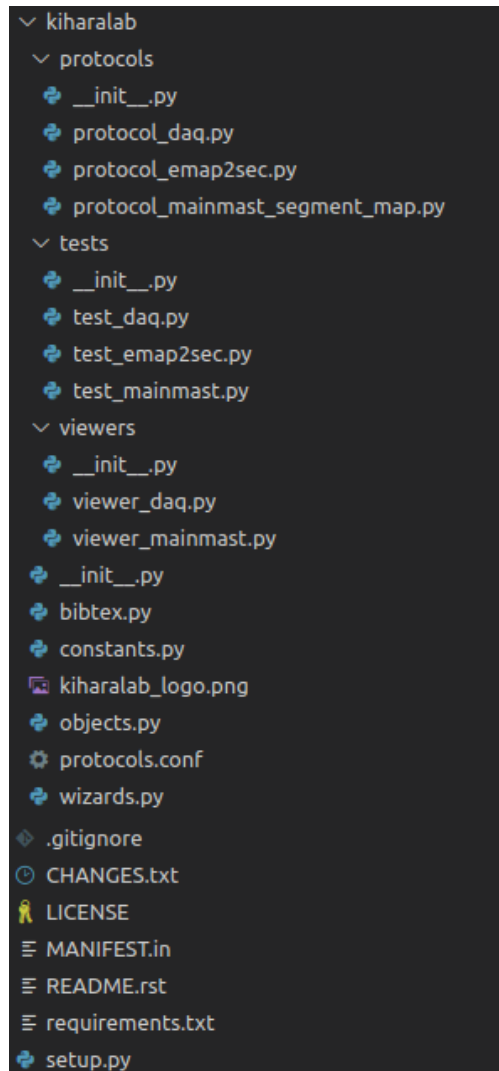 kiharalab
protocols
__init__.py
protocol_daq.py
protocol_emap2sec.py
protocol_mainmast_segment_map.py
tests
__init__.py
test_daq.py
test_emap2sec.py
test_mainmast.py
viewers
__init__.py
viewer_daq.py
viewer_mainmast.py
__init__.py
bibtex.py
constants.py
kiharalab_logo.png
objects.py
protocols.conf
wizards.py
.gitignore
CHANGES.txt
LICENSE
MANIFEST.in
README.rst
requirements.txt
setup.py